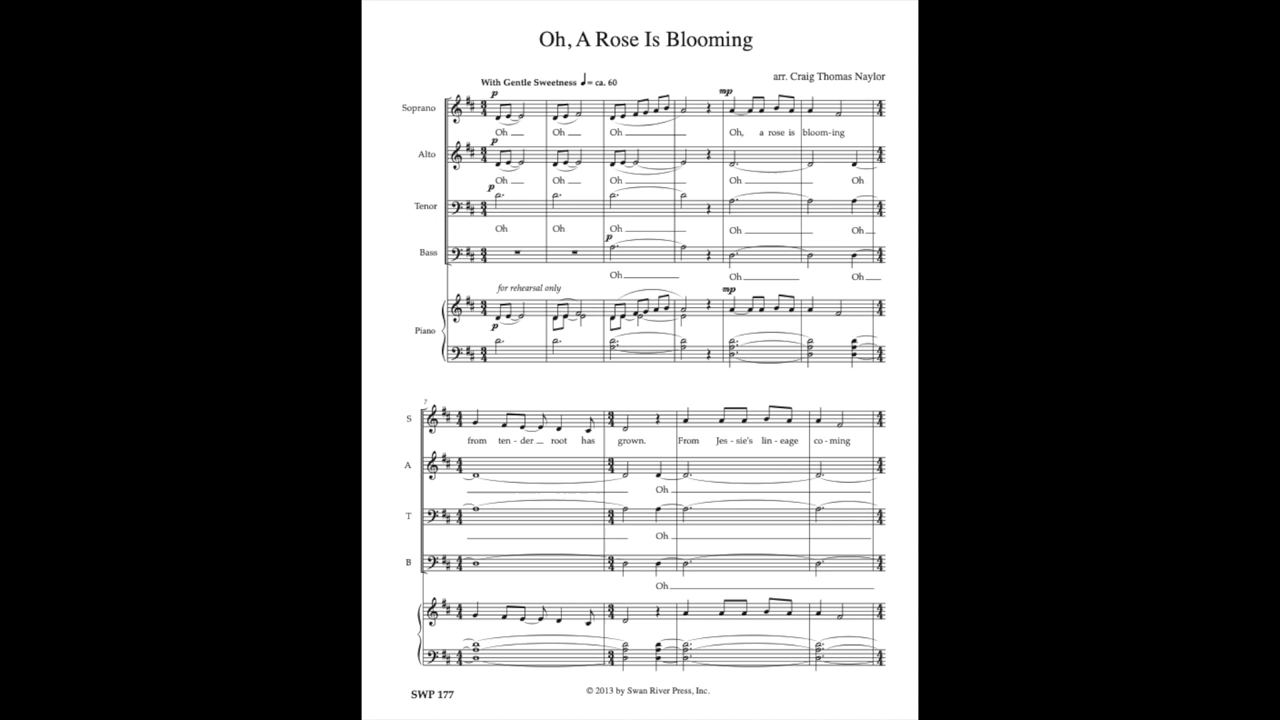 Oh, A Rose Is Blooming
arr. Craig Thomas Naylor
With Gentle Sweetness ♩= ca. 60
p
mp
Soprano
Oh Oh Oh Oh, a rose is bloom-ing
p
Alto
Oh Oh Oh Oh Oh
p
Tenor
Oh Oh Oh Oh
p
Bass
Oh Oh Oh
for rehearsal only
mp
Piano
p
7
S
from ten - der root has grown. From Jes - sie's lin - eage co - ming
A
Oh
T
Oh
B
Oh
SWP 177
© 2013 by Swan River Press, Inc.